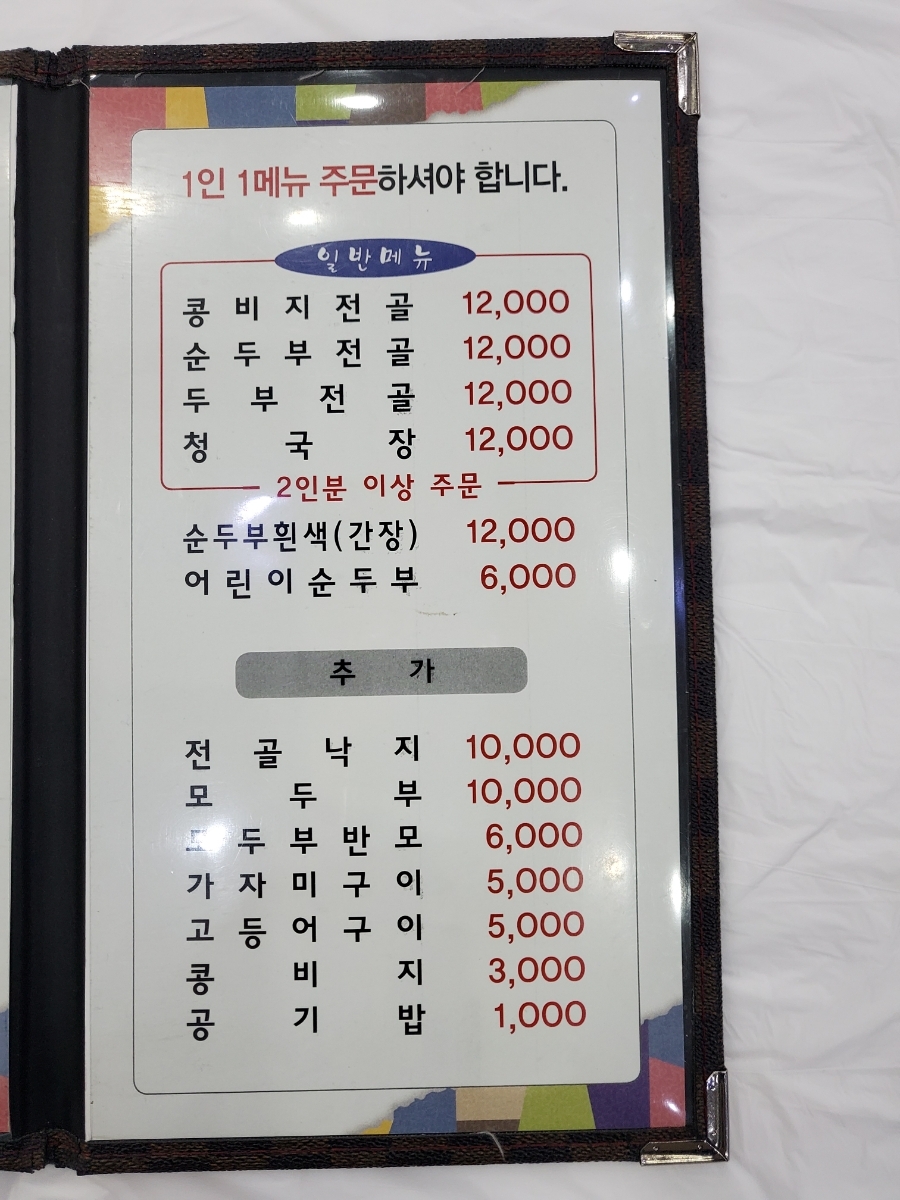 1인 1메뉴 주문하셔야 합니다.
일반메뉴
콩비지전골 12,000
순두부전골 12,000
두부전골 12,000
청국장 12,000
2인분 이상 주문
순두부흰색(간장) 12,000
어린이순두부 6,000
추가
전골낙지 10,000
모두부 10,000
모두부반모 6,000
가자미구이 5,000
고등어구이 5,000
콩비지 3,000
공기밥 1,000